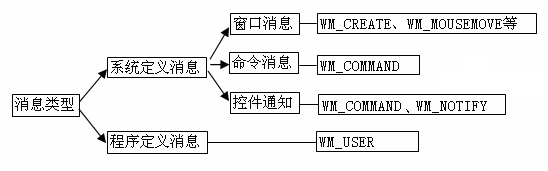 窗口消息
WM_CREATE、WM_MOUSEMOVE等
系统定义消息
命令消息
WM_COMMAND
消息类型
控件通知
WM_COMMAND、WM_NOTIFY
程序定义消息
WM_USER